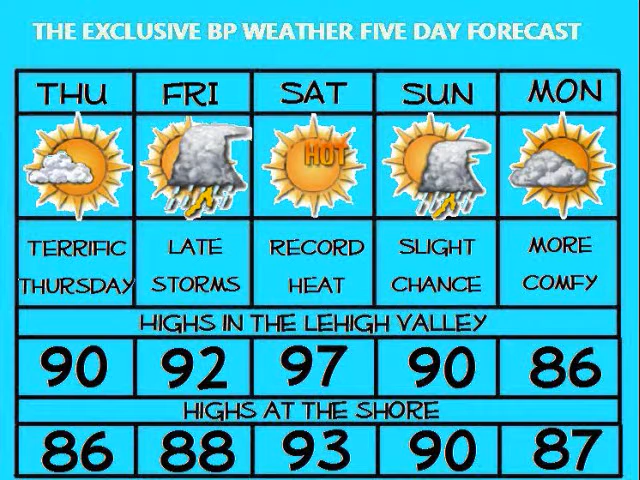 THE EXCLUSIVE BP WEATHER FIVE DAY FORECAST
THU FRI SAT SUN MON
HOT
TERRIFIC LATE RECORD SLIGHT MORE
THURSDAY STORMS HEAT CHANCE COMFY
HIGHS IN THE LEHIGH VALLEY
90 92 97 90 86
HIGHS AT THE SHORE
86 88 93 90 87